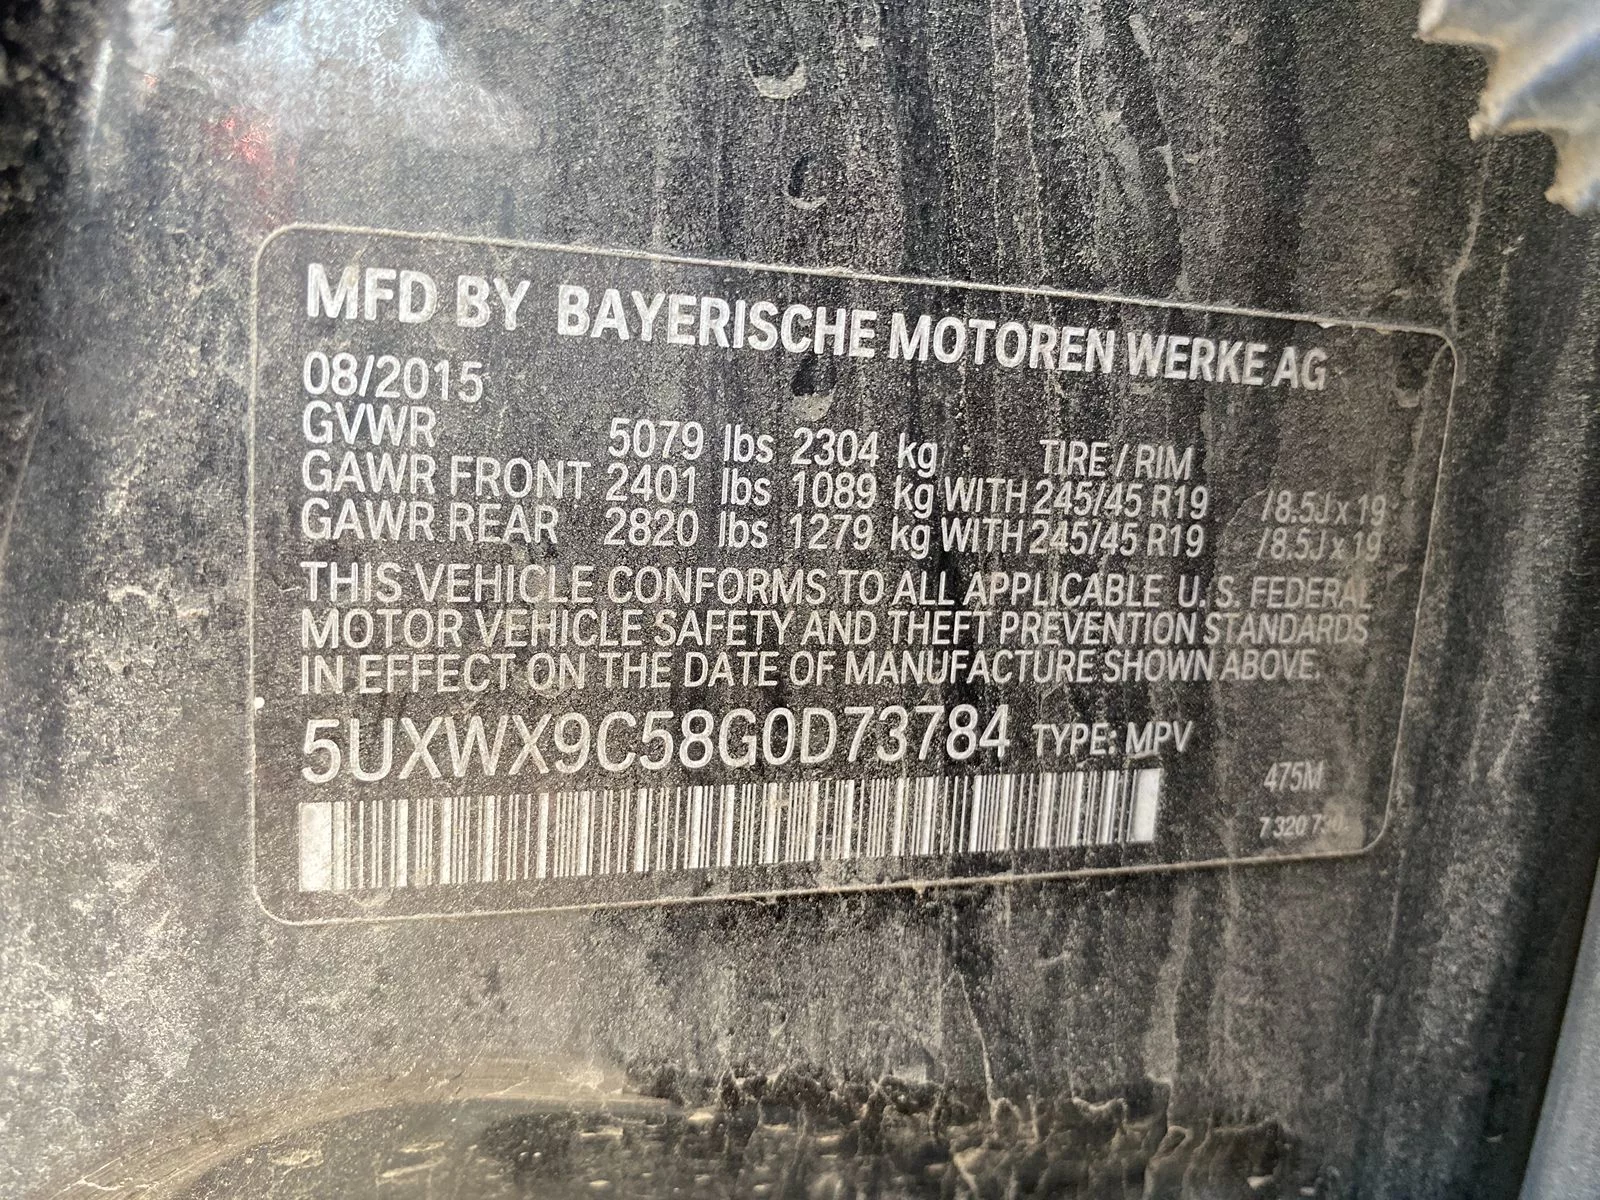 MFD BY BAYERISCHE MOTOREN WERKE AG
08/2015
GVWR 5079 lbs 2304 kg TIRE / RIM
GAWR FRONT 2401 lbs 1089 kg WITH 245/45 R19 /8.5J x 19
GAWR REAR 2820 lbs 1279 kg WITH 245/45 R19 /8.5J x 19
THIS VEHICLE CONFORMS TO ALL APPLICABLE U.S. FEDERAL
MOTOR VEHICLE SAFETY AND THEFT PREVENTION STANDARDS
IN EFFECT ON THE DATE OF MANUFACTURE SHOWN ABOVE.
5UXWX9C58G0D73784 TYPE: MPV
475M
7 320